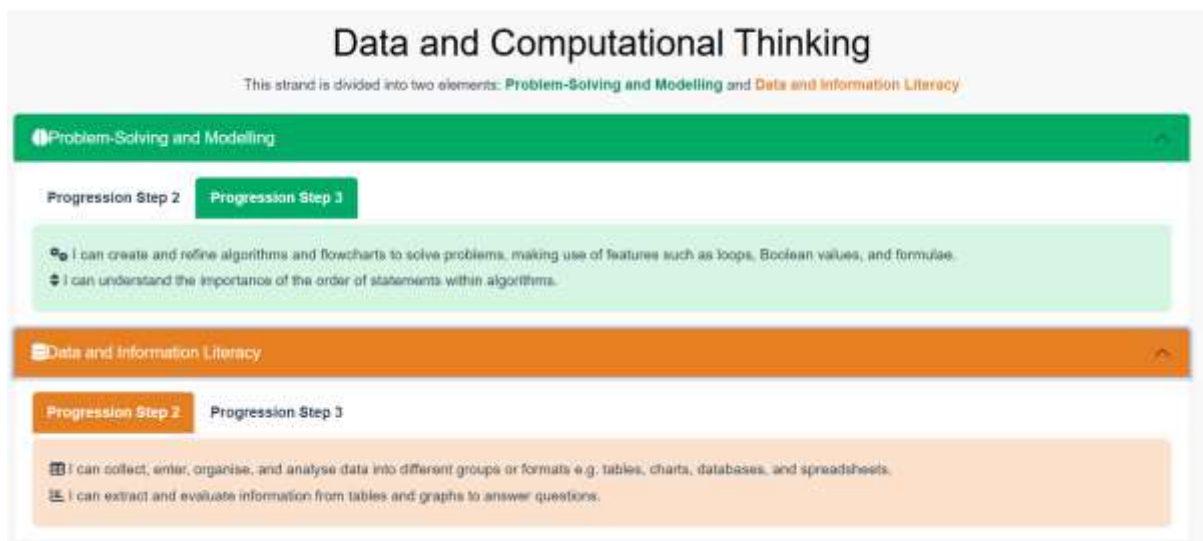 Data and Computational Thinking
This strand is divided into two elements: Problem-Solving and Modelling and Data and Information Literacy
Problem-Solving and Modelling
Progression Step 2 Progression Step 3
I can create and refine algorithms and flowcharts to solve problems, making use of features such as loops, Boolean values, and formulae.
I can understand the importance of the order of statements within algorithms.
Data and Information Literacy
Progression Step 2 Progression Step 3
I can collect, enter, organise, and analyse data into different groups or formats e.g. tables, charts, databases, and spreadsheets.
I can extract and evaluate information from tables and graphs to answer questions.